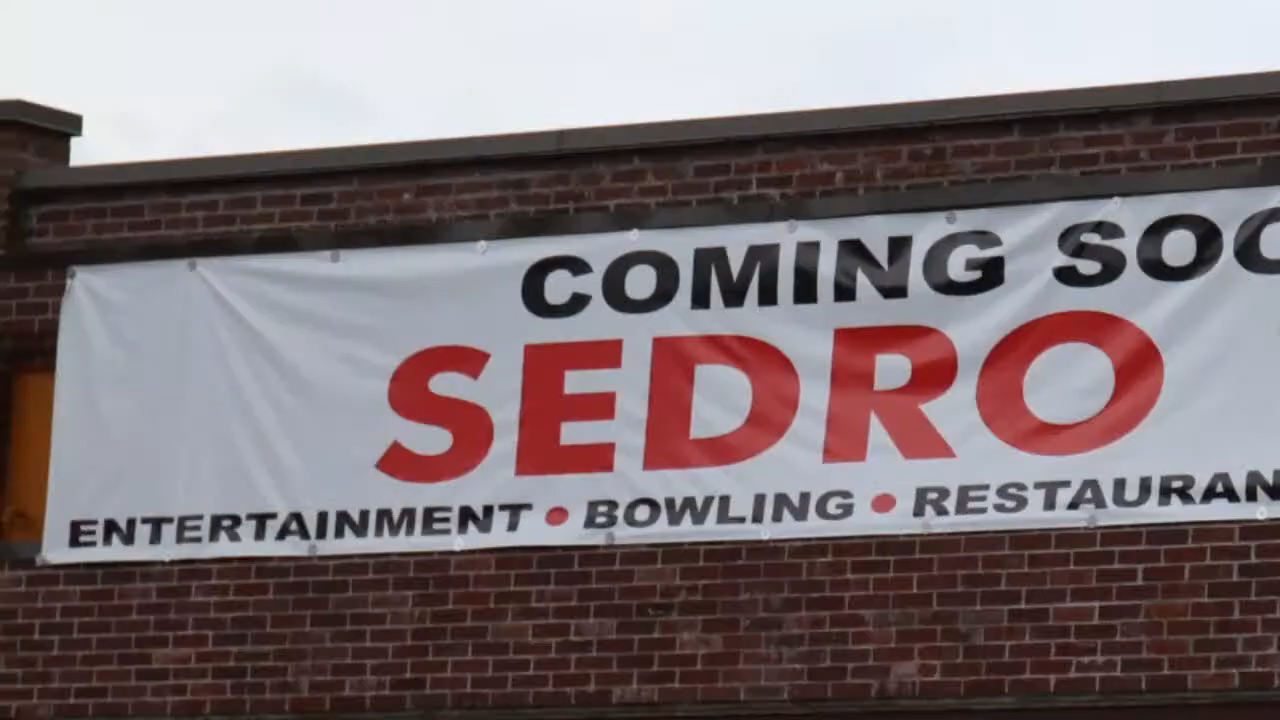 COMING SOO
SEDRO
ENTERTAINMENT • BOWLING • RESTAURAN